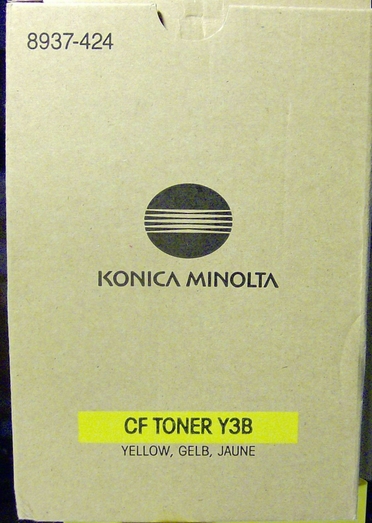 8937-424
KONICA MINOLTA
CF TONER Y3B
YELLOW, GELB, JAUNE